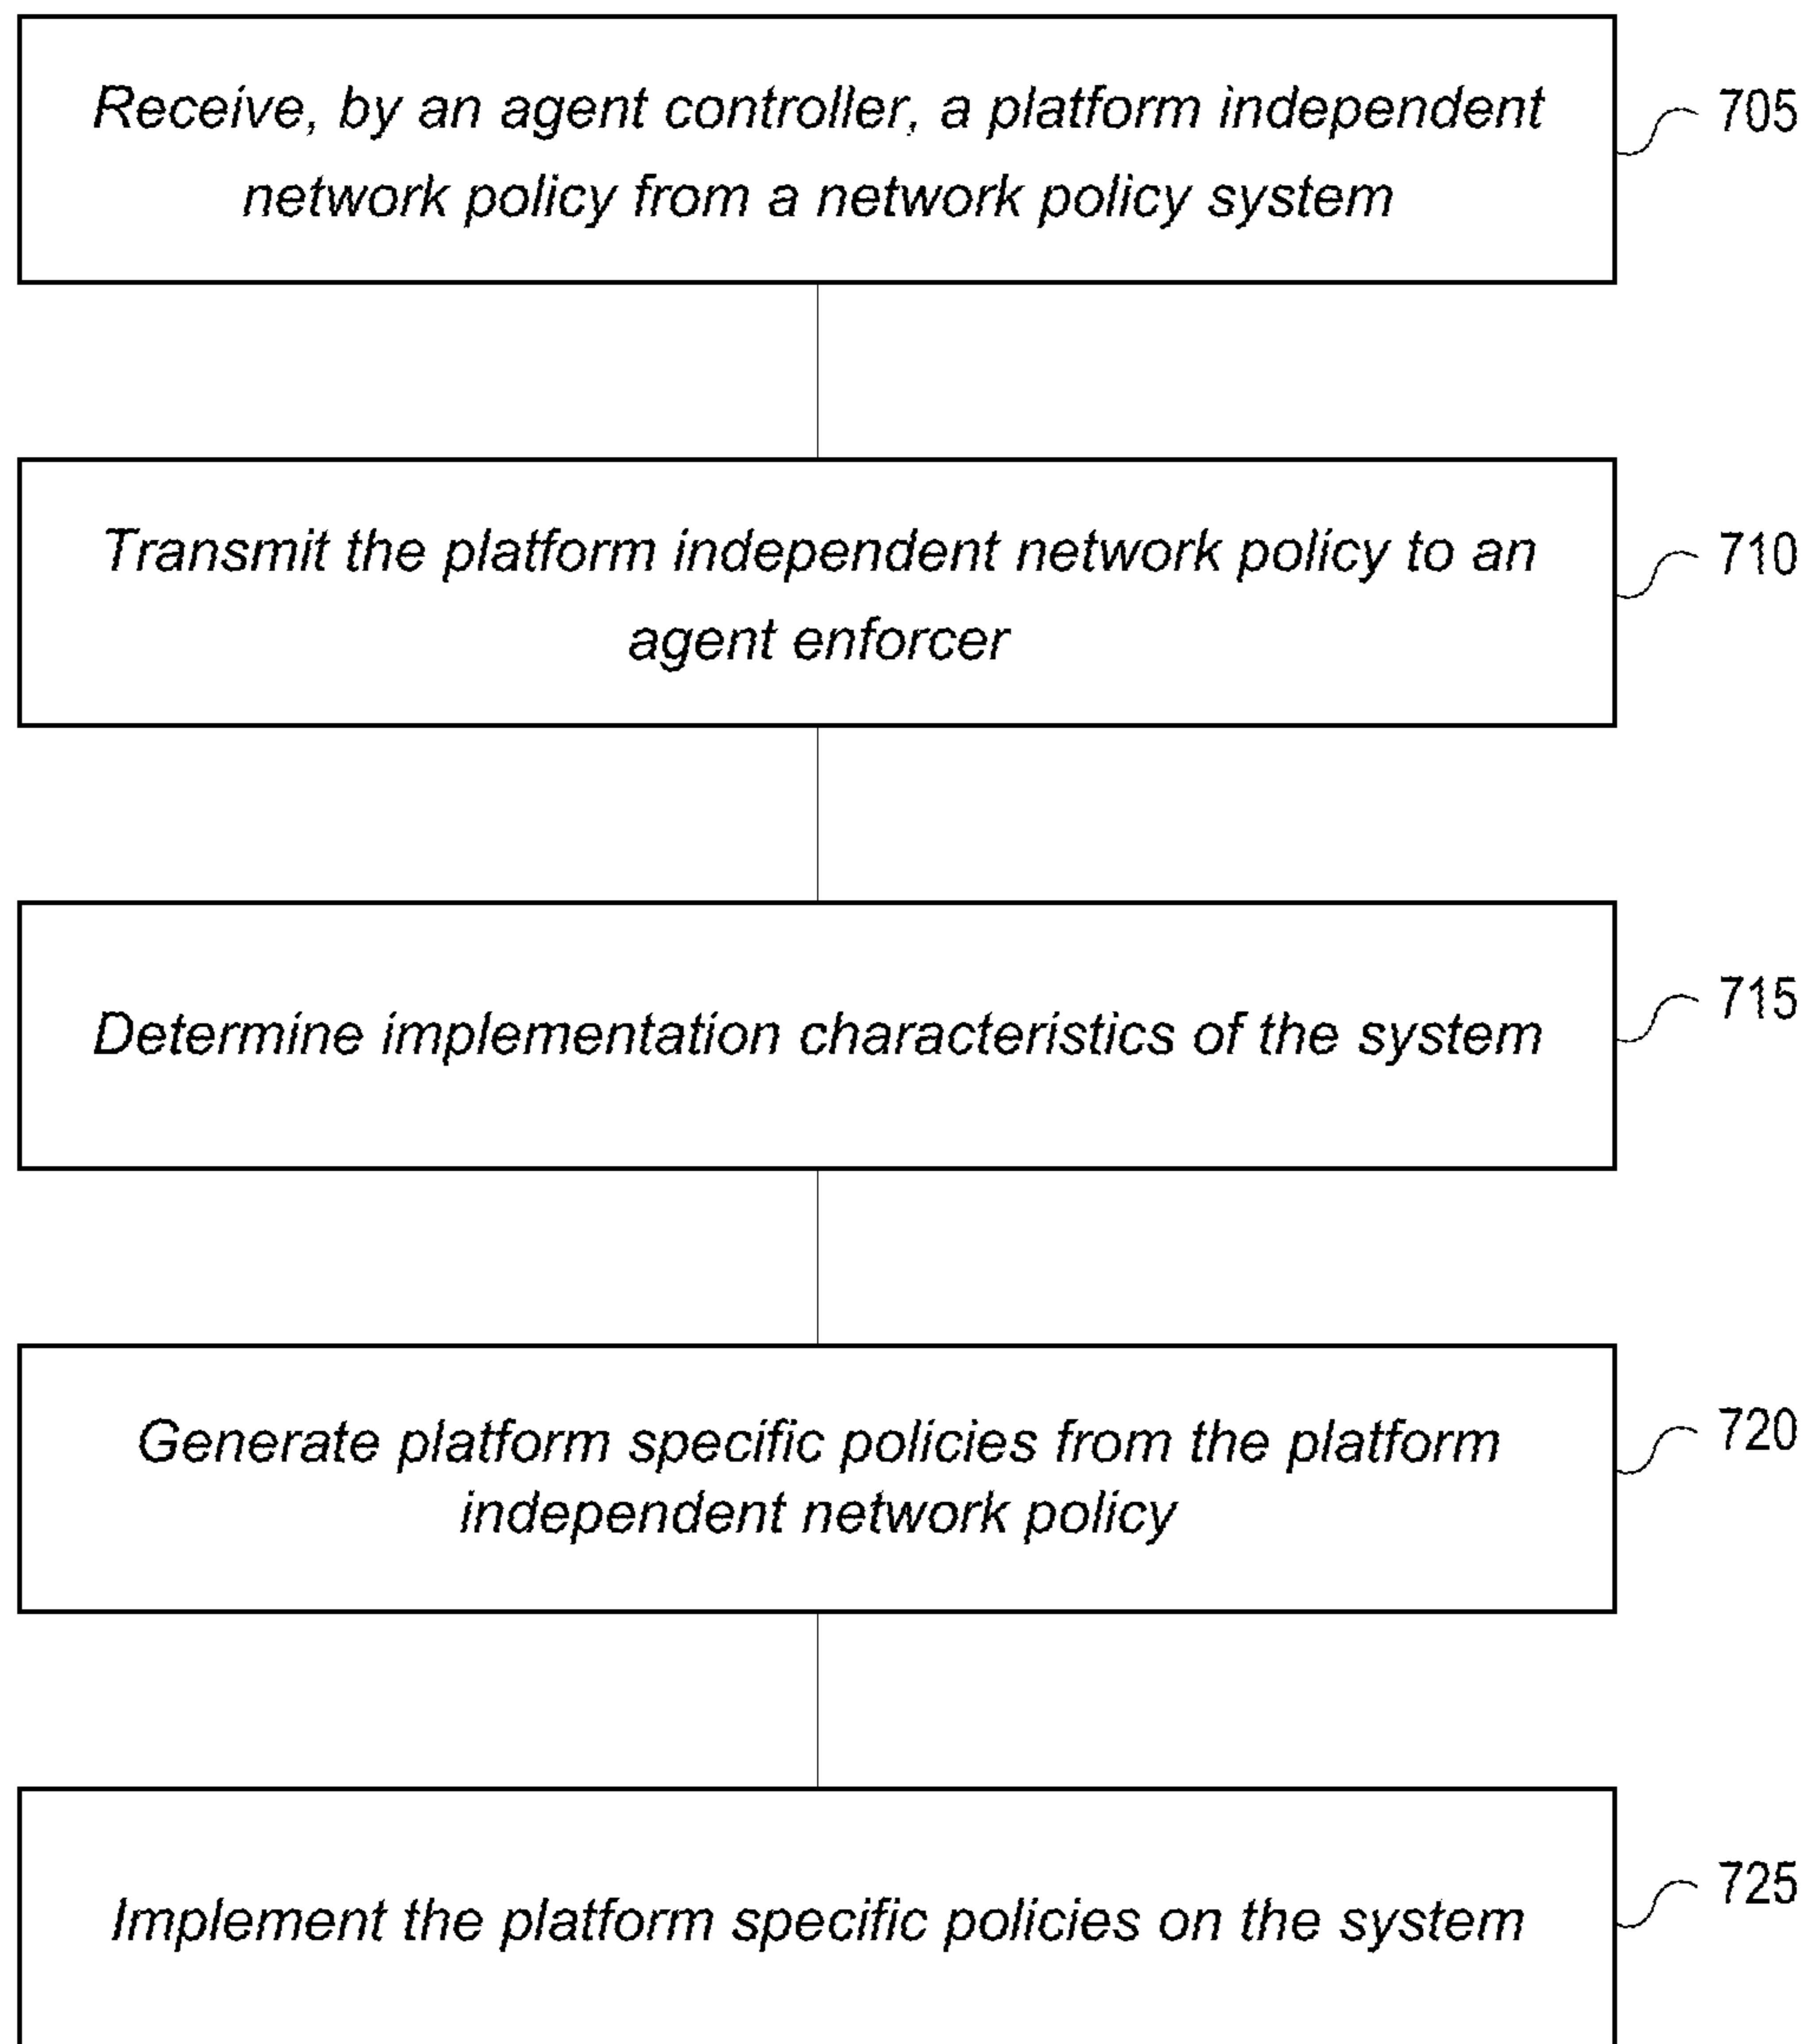 Receive, by an agent controller, a platform independent
network policy from a network policy system
705
Transmit the platform independent network policy to an
agent enforcer
710
Determine implementation characteristics of the system
715
Generate platform specific policies from the platform
independent network policy
720
Implement the platform specific policies on the system
725